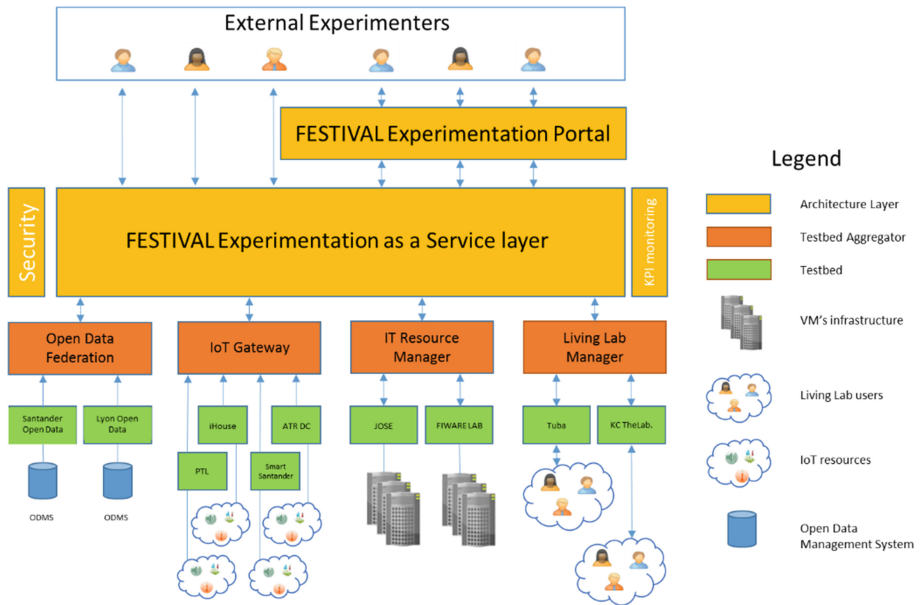 External Experimenters
FESTIVAL Experimentation Portal
Security
FESTIVAL Experimentation as a Service layer
KPI monitoring
Open Data
Federation
IoT Gateway
IT Resource
Manager
Living Lab
Manager
Santander
Open Data
Lyon Open
Data
iHouse
ATR DC
JOSE
FIWARE LAB
Tuba
KC TheLab.
PTL
Smart
Santander
ODMS
ODMS
Legend
Architecture Layer
Testbed Aggregator
Testbed
VM's infrastructure
Living Lab users
IoT resources
Open Data
Management System